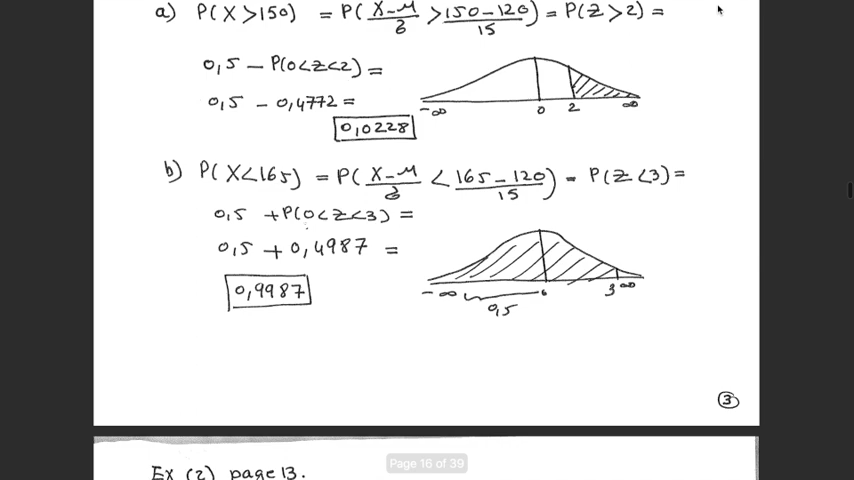 a) P(X>150) = P(X-μ/σ > 150-120/15) = P(Z>2) =
0,5 - P(0<Z<2) =
0,5 - 0,4772 =
0,0228
-∞ 0 2 ∞
b) P(X<165) = P(X-μ/σ < 165-120/15) = P(Z<3) =
0,5 + P(0<Z<3) =
0,5 + 0,4987 =
0,9987
-∞ 0 3 ∞
0,5
3
Ex (2) page 13.
Page 16 of 39